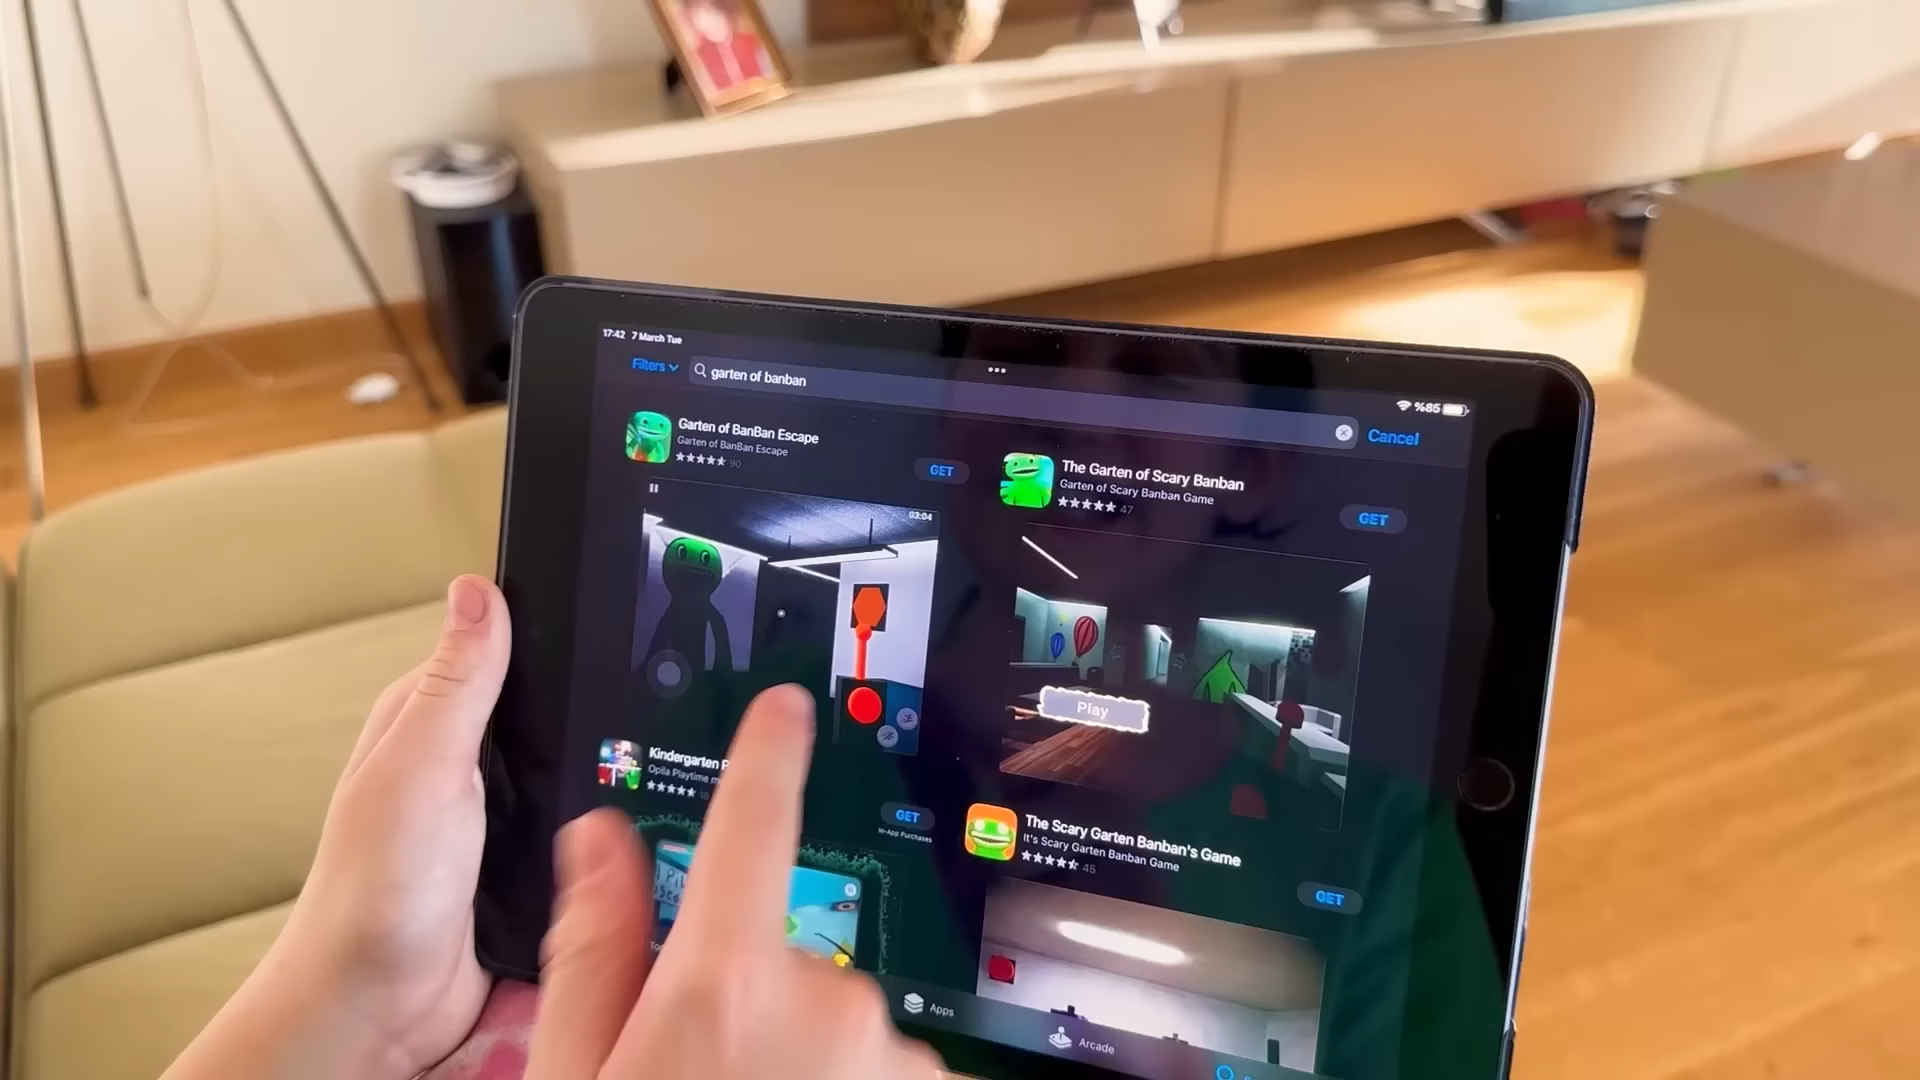 17:42 7 March Tue
%85
Filters
garten of banban
Cancel
Garten of BanBan Escape
Garten of BanBan Escape
90
GET
The Garten of Scary Banban
Garten of Scary Banban Game
47
GET
03:04
Play
Kindergarten
Opila Playtime
GET
In-App Purchases
The Scary Garten Banban's Game
It's Scary Garten Banban Game
45
GET
Apps
Arcade